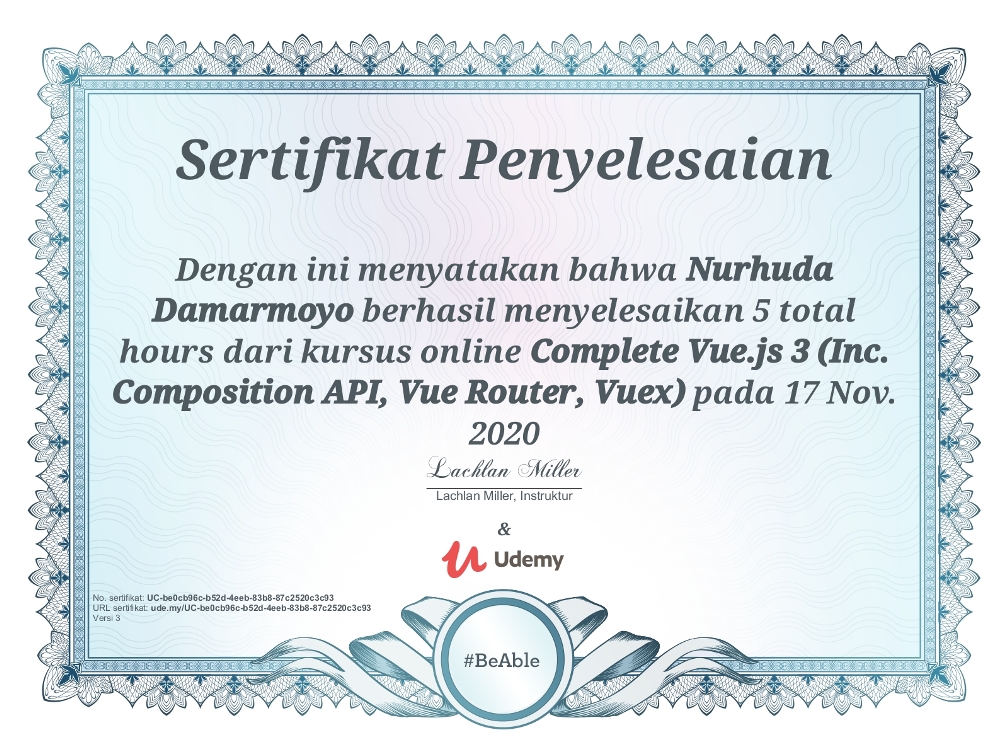 Sertifikat Penyelesaian
Dengan ini menyatakan bahwa Nurhuda
Damarmoyo berhasil menyelesaikan 5 total
hours dari kursus online Complete Vue.js 3 (Inc.
Composition API, Vue Router, Vuex) pada 17 Nov.
2020
Lachlan Miller
Lachlan Miller, Instruktur
&
Udemy
No. sertifikat: UC-be0cb96c-b52d-4eeb-83b8-87c2520c3c93
URL sertifikat: ude.my/UC-be0cb96c-b52d-4eeb-83b8-87c2520c3c93
Versi 3
#BeAble